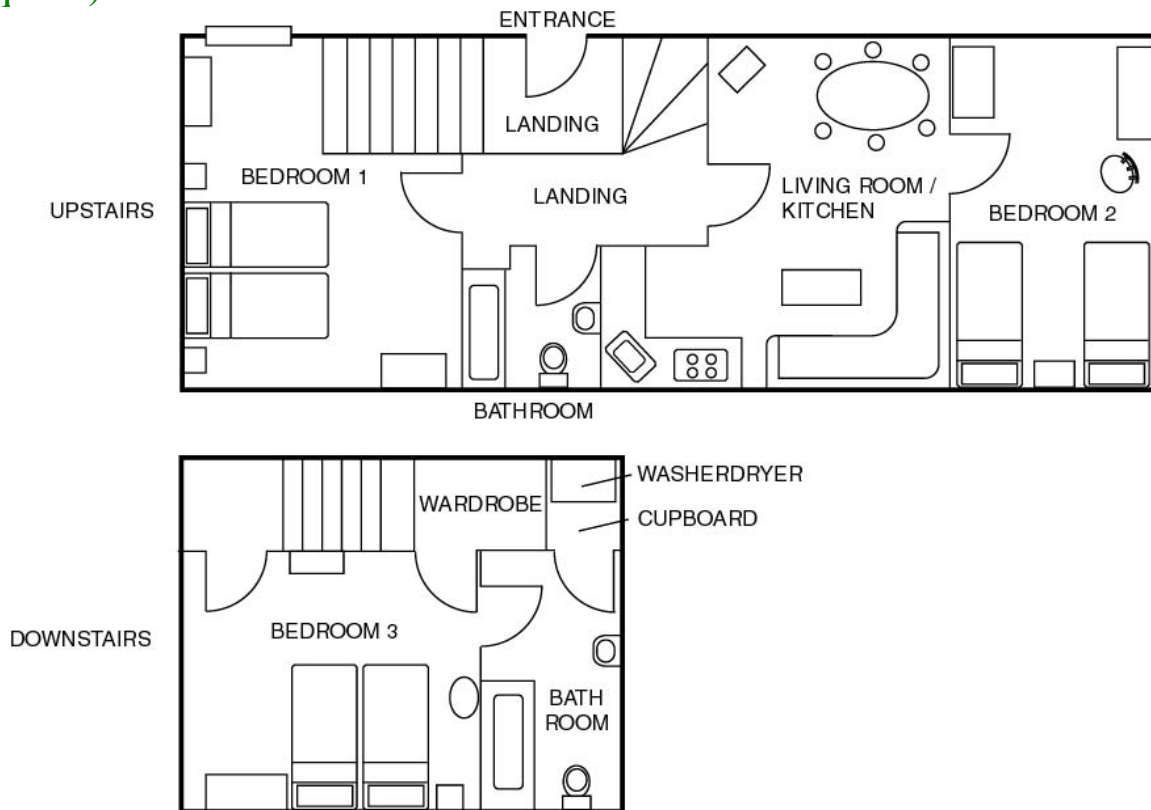 ENTRANCE
LANDING
BEDROOM 1
LANDING
LIVING ROOM /
KITCHEN
UPSTAIRS
BEDROOM 2
BATHROOM
WASHERDRYER
WARDROBE
CUPBOARD
DOWNSTAIRS
BEDROOM 3
BATH
ROOM